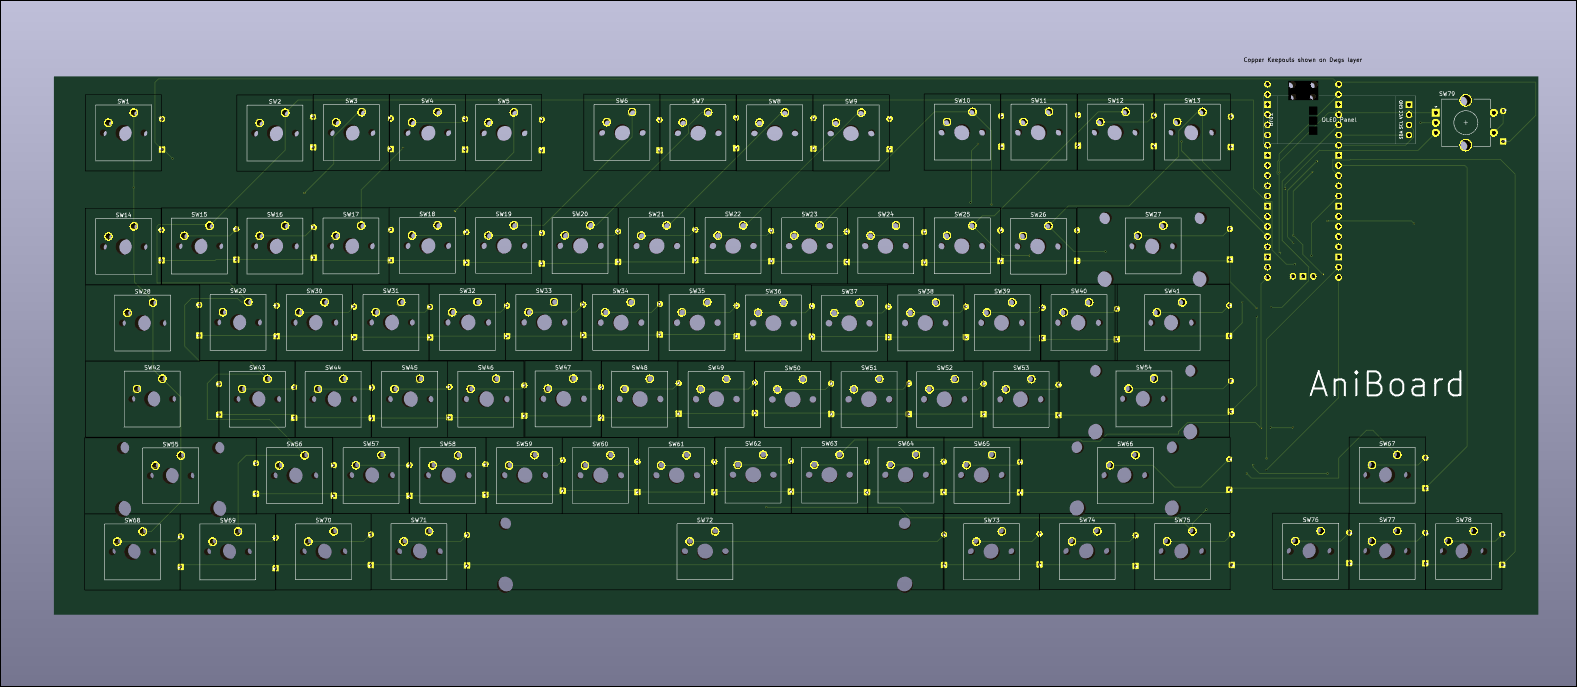 Copper Keepouts shown on Dwgs layer
SW1 SW2 SW3 SW4 SW5 SW6 SW7 SW8 SW9 SW10 SW11 SW12 SW13 SW79
OLED Panel
SDA SCL VCC GND
SW14 SW15 SW16 SW17 SW18 SW19 SW20 SW21 SW22 SW23 SW24 SW25 SW26 SW27
SW28 SW29 SW30 SW31 SW32 SW33 SW34 SW35 SW36 SW37 SW38 SW39 SW40 SW41
SW42 SW43 SW44 SW45 SW46 SW47 SW48 SW49 SW50 SW51 SW52 SW53 SW54
AniBoard
SW55 SW56 SW57 SW58 SW59 SW60 SW61 SW62 SW63 SW64 SW65 SW66 SW67
SW68 SW69 SW70 SW71 SW72 SW73 SW74 SW75 SW76 SW77 SW78